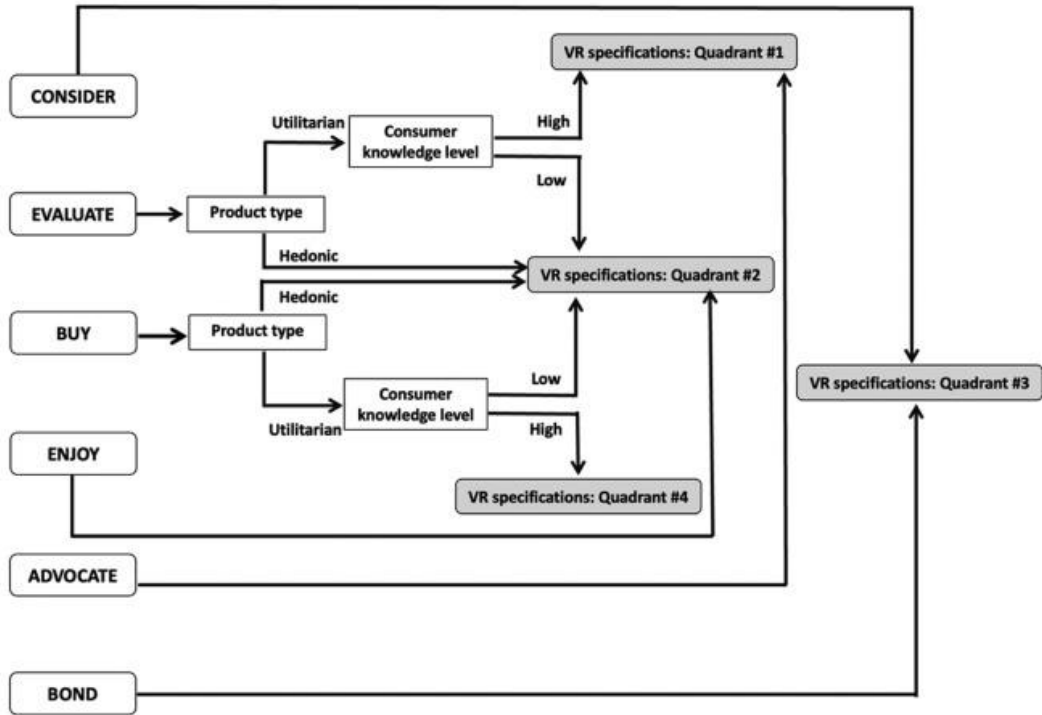 VR specifications: Quadrant #1
CONSIDER
Utilitarian
Consumer
knowledge level
High
Low
EVALUATE
Product type
Hedonic
VR specifications: Quadrant #2
Hedonic
BUY
Product type
Low
Consumer
knowledge level
Utilitarian
High
VR specifications: Quadrant #3
ENJOY
VR specifications: Quadrant #4
ADVOCATE
BOND